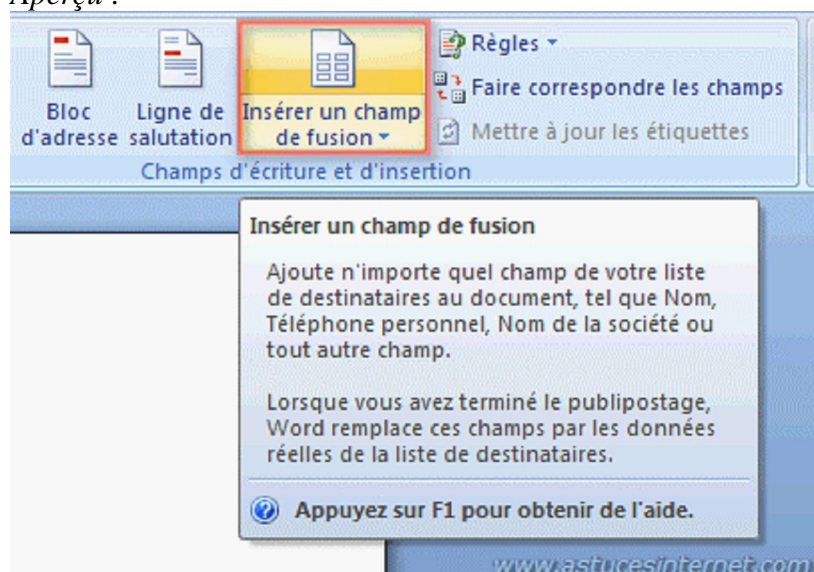 Aperçu :
Bloc
d'adresse
Ligne de
salutation
Insérer un champ
de fusion
Règles
Faire correspondre les champs
Mettre à jour les étiquettes
Champs d'écriture et d'insertion
Insérer un champ de fusion
Ajoute n'importe quel champ de votre liste
de destinataires au document, tel que Nom,
Téléphone personnel, Nom de la société ou
tout autre champ.
Lorsque vous avez terminé le publipostage,
Word remplace ces champs par les données
réelles de la liste de destinataires.
Appuyez sur F1 pour obtenir de l'aide.
www.astucesinternet.com